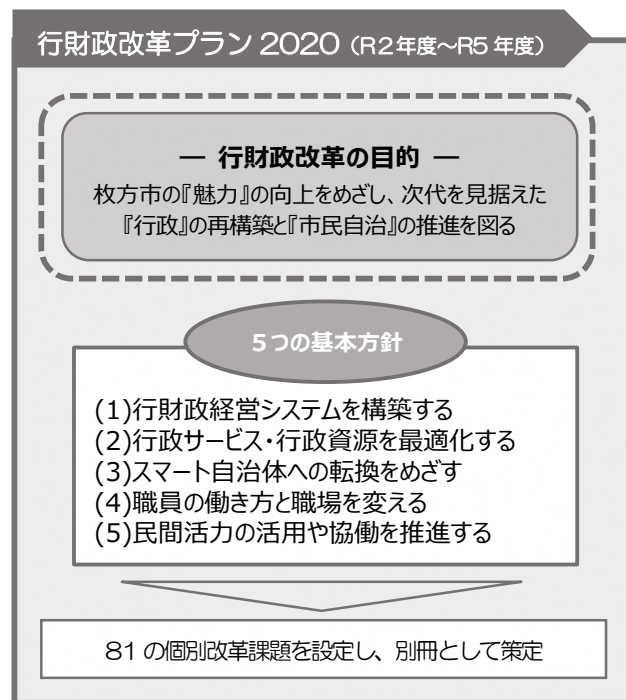 行財政改革プラン 2020（R2年度～R5 年度）
― 行財政改革の目的 ―
枚方市の『魅力』の向上をめざし、次代を見据えた
『行政』の再構築と『市民自治』の推進を図る
5つの基本方針
(1)行財政経営システムを構築する
(2)行政サービス・行政資源を最適化する
(3)スマート自治体への転換をめざす
(4)職員の働き方と職場を変える
(5)民間活力の活用や協働を推進する
81 の個別改革課題を設定し、別冊として策定